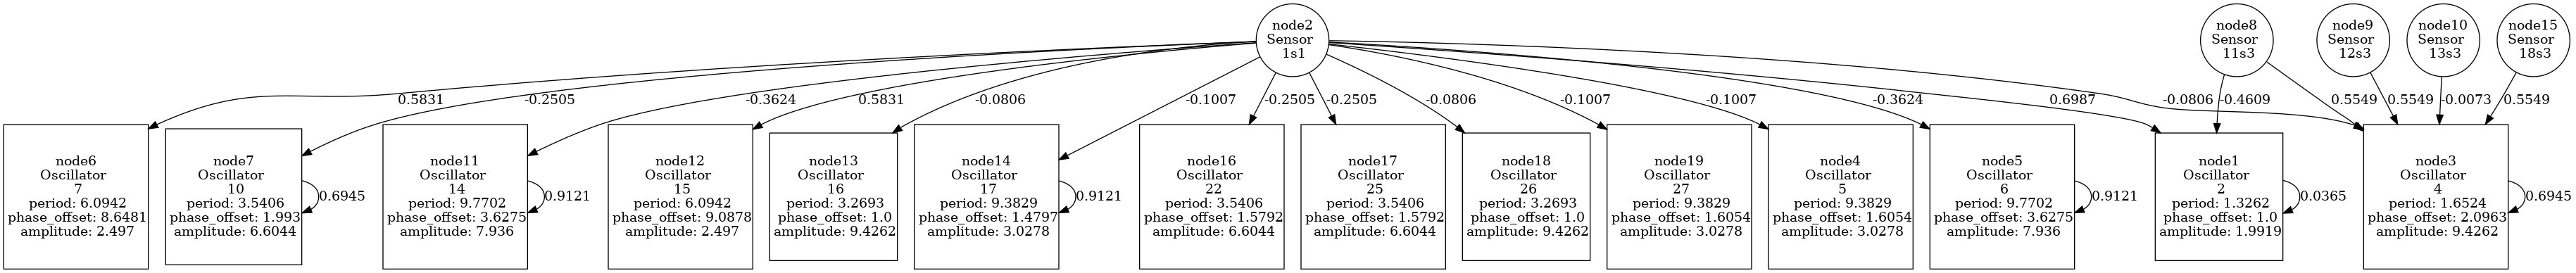 node2
Sensor
1s1
node8
Sensor
11s3
node9
Sensor
12s3
node10
Sensor
13s3
node15
Sensor
18s3
0.5831
-0.2505
-0.3624
0.5831
-0.0806
-0.1007
-0.2505
-0.2505
-0.0806
-0.1007
-0.1007
-0.3624
0.6987
-0.0806
-0.4609
0.5549
0.5549
-0.0073
0.5549
node6
Oscillator
7
period: 6.0942
phase_offset: 8.6481
amplitude: 2.497
node7
Oscillator
10
period: 3.5406
phase_offset: 1.993
amplitude: 6.6044
0.6945
node11
Oscillator
14
period: 9.7702
phase_offset: 3.6275
amplitude: 7.936
0.9121
node12
Oscillator
15
period: 6.0942
phase_offset: 9.0878
amplitude: 2.497
node13
Oscillator
16
period: 3.2693
phase_offset: 1.0
amplitude: 9.4262
node14
Oscillator
17
period: 9.3829
phase_offset: 1.4797
amplitude: 3.0278
0.9121
node16
Oscillator
22
period: 3.5406
phase_offset: 1.5792
amplitude: 6.6044
node17
Oscillator
25
period: 3.5406
phase_offset: 1.5792
amplitude: 6.6044
node18
Oscillator
26
period: 3.2693
phase_offset: 1.0
amplitude: 9.4262
node19
Oscillator
27
period: 9.3829
phase_offset: 1.6054
amplitude: 3.0278
node4
Oscillator
5
period: 9.3829
phase_offset: 1.6054
amplitude: 3.0278
node5
Oscillator
6
period: 9.7702
phase_offset: 3.6275
amplitude: 7.936
0.9121
node1
Oscillator
2
period: 1.3262
phase_offset: 1.0
amplitude: 1.9919
0.0365
node3
Oscillator
4
period: 1.6524
phase_offset: 2.0963
amplitude: 9.4262
0.6945